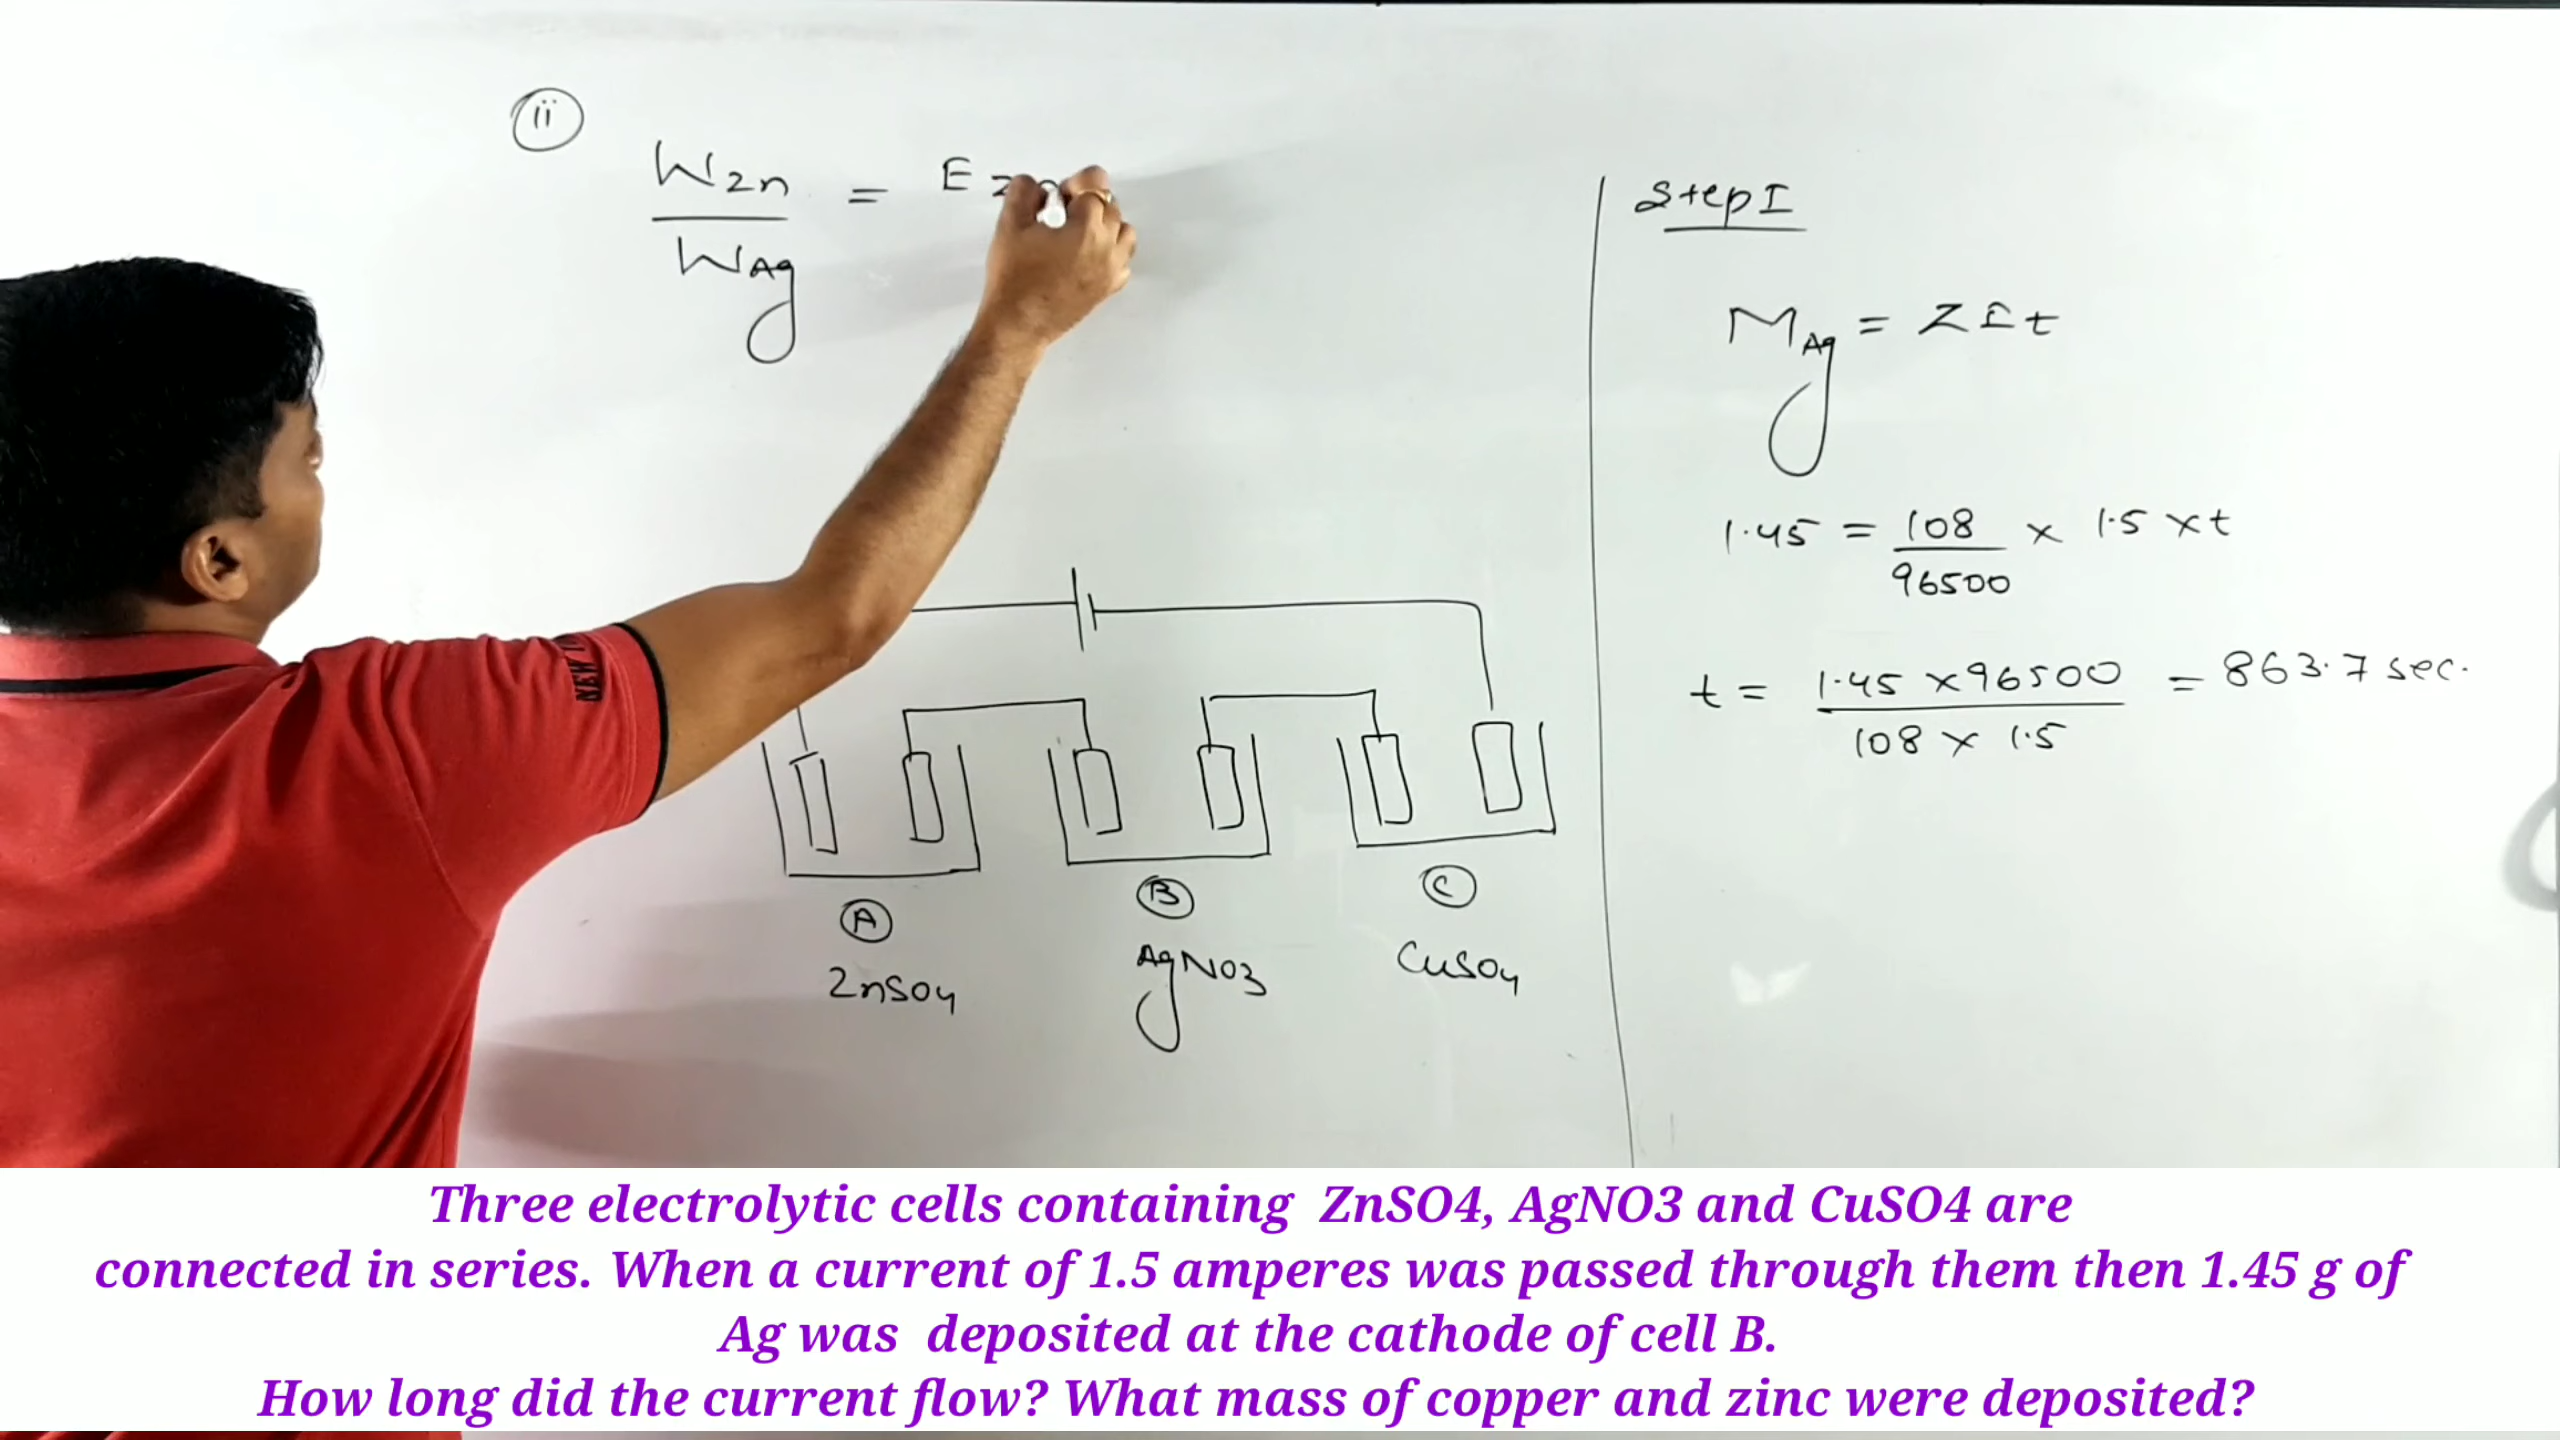 ii
WZn / WAg = E
Step I
MAg = ZIt
1.45 = 108/96500 x 1.5 x t
t = 1.45 x 96500 / 108 x 1.5 = 863.7 sec.
A B C
ZnSO4 AgNO3 CuSO4
NEW
Three electrolytic cells containing ZnSO4, AgNO3 and CuSO4 are
connected in series. When a current of 1.5 amperes was passed through them then 1.45 g of
Ag was deposited at the cathode of cell B.
How long did the current flow? What mass of copper and zinc were deposited?